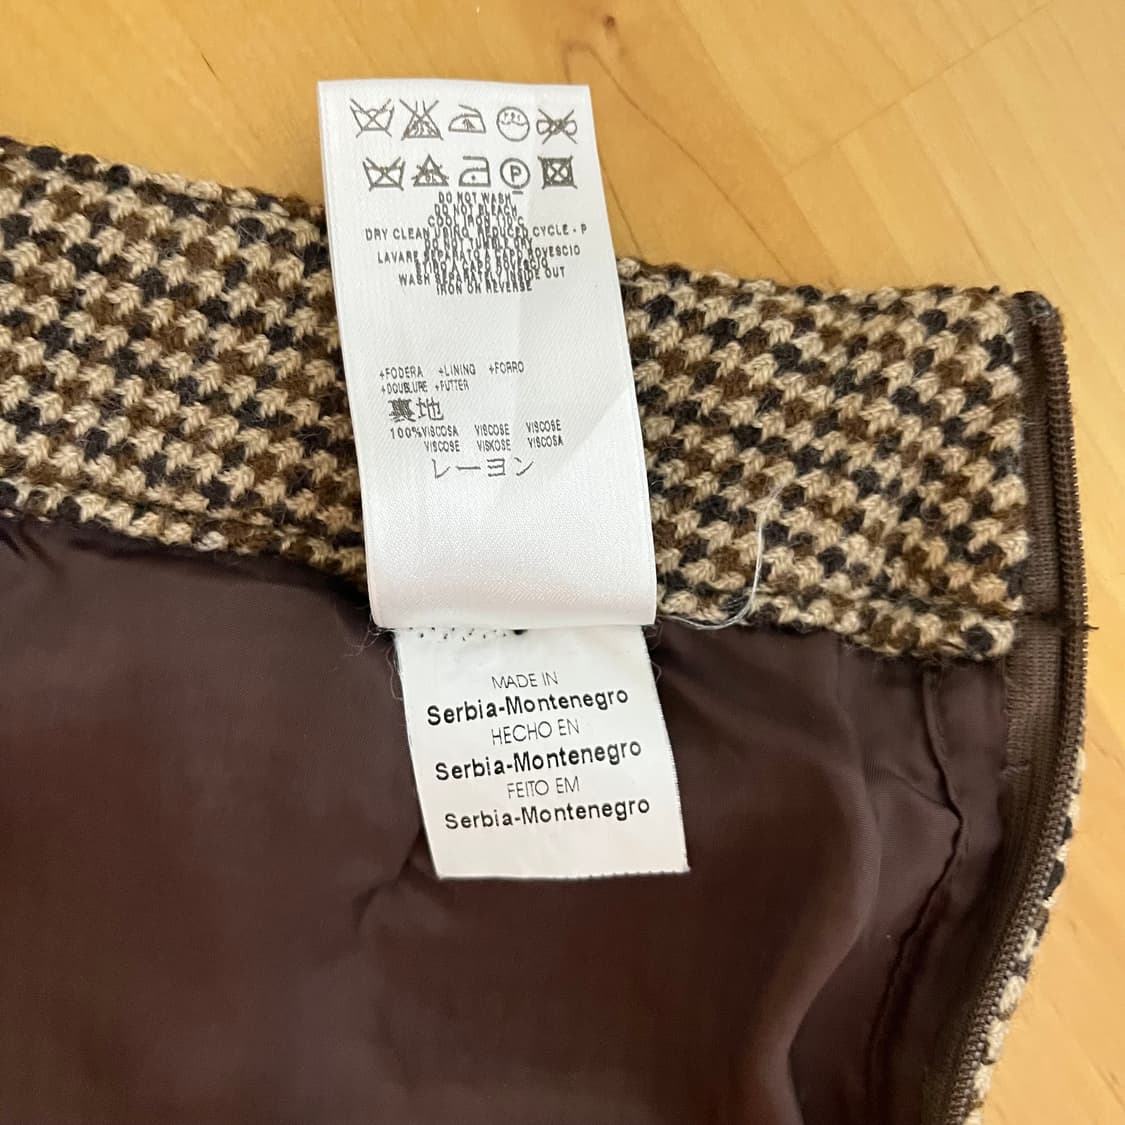 P
DO NOT WASH
DO NOT BLEACH
COOL IRON 110°C
DRY CLEAN USING REDUCED CYCLE - P
DO NOT TUMBLE DRY
LAVARE SEPARATO A CAPO ROVESCIO
WASH OUT
IRON ON REVERSE
+FODERA +LINING +FORRO
+DOUBLURE +FUTTER
裏地
100%VISCOSA VISCOSE VISCOSE
VISCOSE VISKOSE VISCOSA
レーヨン
MADE IN
Serbia-Montenegro
HECHO EN
Serbia-Montenegro
FEITO EM
Serbia-Montenegro